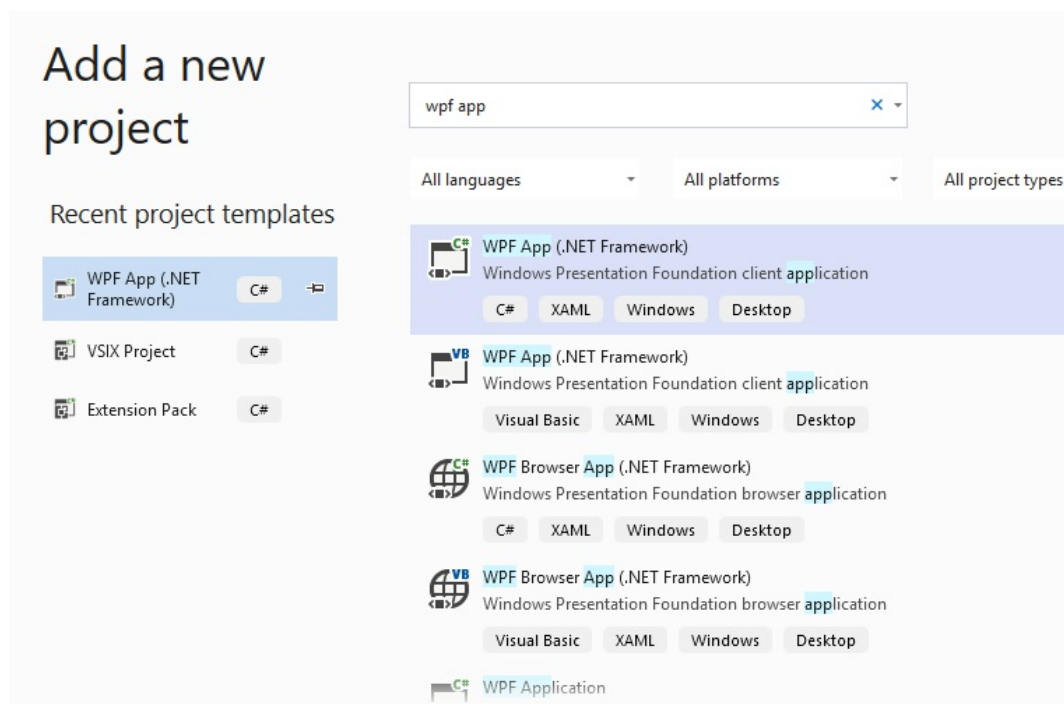 Add a new
project
Recent project templates
WPF App (.NET
Framework)
C#
VSIX Project
C#
Extension Pack
C#
wpf app
All languages
All platforms
All project types
C#
WPF App (.NET Framework)
Windows Presentation Foundation client application
C# XAML Windows Desktop
VB
WPF App (.NET Framework)
Windows Presentation Foundation client application
Visual Basic XAML Windows Desktop
C#
WPF Browser App (.NET Framework)
Windows Presentation Foundation browser application
C# XAML Windows Desktop
VB
WPF Browser App (.NET Framework)
Windows Presentation Foundation browser application
Visual Basic XAML Windows Desktop
C#
WPF Application